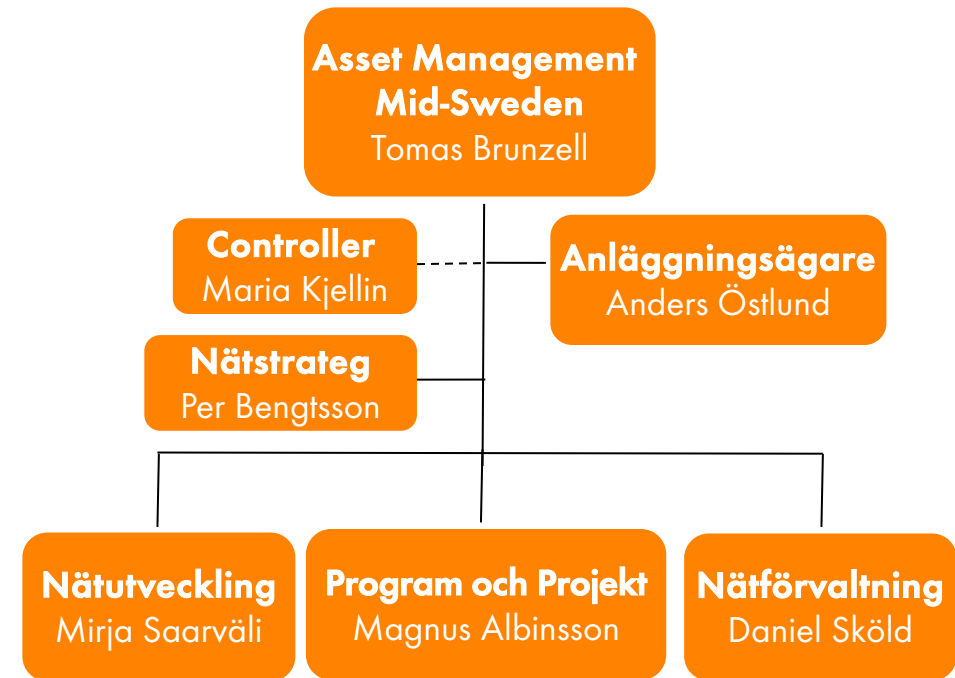 Asset Management
Mid-Sweden
Tomas Brunzell
Controller
Maria Kjellin
Anläggningsägare
Anders Östlund
Nätstrateg
Per Bengtsson
Nätutveckling
Mirja Saarväli
Program och Projekt
Magnus Albinsson
Nätförvaltning
Daniel Sköld